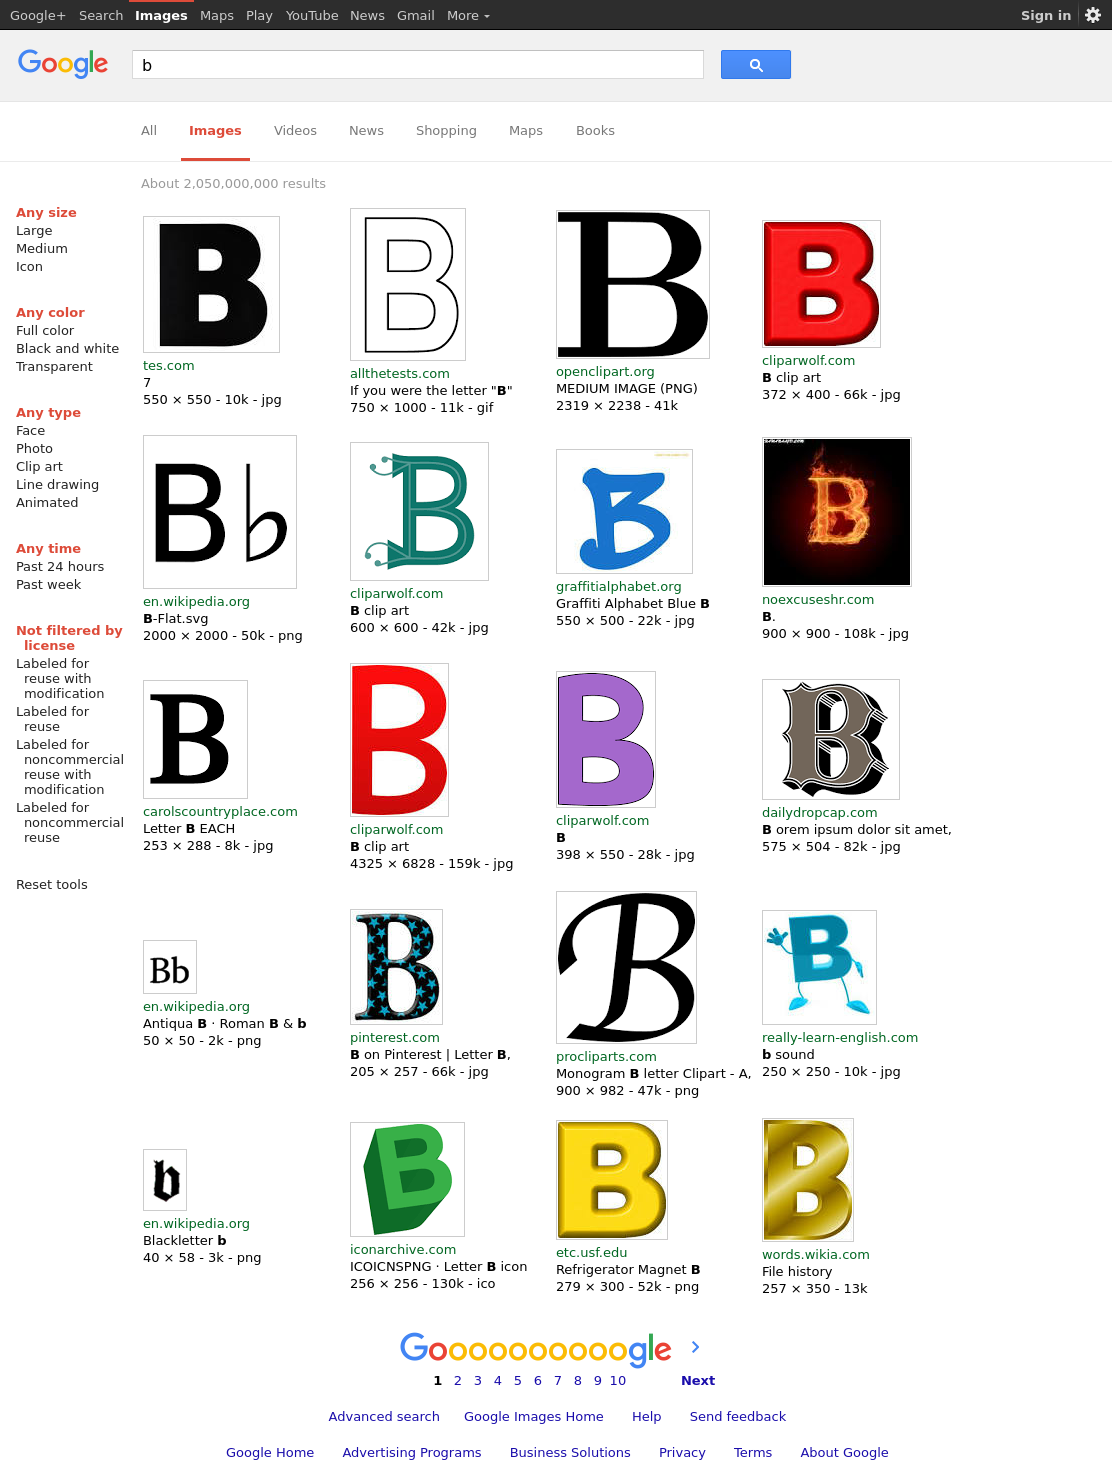 Google+ Search Images Maps Play YouTube News Gmail More Sign in
Google b
All Images Videos News Shopping Maps Books
About 2,050,000,000 results
Any size
Large
Medium
Icon
Any color
Full color
Black and white
Transparent
Any type
Face
Photo
Clip art
Line drawing
Animated
Any time
Past 24 hours
Past week
Not filtered by
license
Labeled for
reuse with
modification
Labeled for
reuse
Labeled for
noncommercial
reuse with
modification
Labeled for
noncommercial
reuse
Reset tools
B
tes.com
7
550 × 550 - 10k - jpg
B
allthetests.com
If you were the letter "B"
750 × 1000 - 11k - gif
B
openclipart.org
MEDIUM IMAGE (PNG)
2319 × 2238 - 41k
B
cliparwolf.com
B clip art
372 × 400 - 66k - jpg
B♭
en.wikipedia.org
B-Flat.svg
2000 × 2000 - 50k - png
B
cliparwolf.com
B clip art
600 × 600 - 42k - jpg
B
graffitialphabet.org
Graffiti Alphabet Blue B
550 × 500 - 22k - jpg
B
noexcuseshr.com
B.
900 × 900 - 108k - jpg
B
carolscountryplace.com
Letter B EACH
253 × 288 - 8k - jpg
B
cliparwolf.com
B clip art
4325 × 6828 - 159k - jpg
B
cliparwolf.com
B
398 × 550 - 28k - jpg
B
dailydropcap.com
B orem ipsum dolor sit amet,
575 × 504 - 82k - jpg
Bb
en.wikipedia.org
Antiqua B · Roman B & b
50 × 50 - 2k - png
B
pinterest.com
B on Pinterest | Letter B,
205 × 257 - 66k - jpg
B
procliparts.com
Monogram B letter Clipart - A,
900 × 982 - 47k - png
B
really-learn-english.com
b sound
250 × 250 - 10k - jpg
b
en.wikipedia.org
Blackletter b
40 × 58 - 3k - png
B
iconarchive.com
ICOICNSPNG · Letter B icon
256 × 256 - 130k - ico
B
etc.usf.edu
Refrigerator Magnet B
279 × 300 - 52k - png
B
words.wikia.com
File history
257 × 350 - 13k
Goooooooooogle
1 2 3 4 5 6 7 8 9 10 Next
Advanced search Google Images Home Help Send feedback
Google Home Advertising Programs Business Solutions Privacy Terms About Google